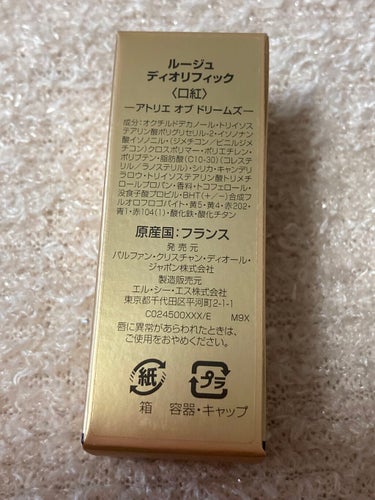 ルージュ
ディオリフィック
〈口紅〉
―アトリエ オブ ドリームズ―
成分:オクチルドデカノール・トリイソス
テアリン酸ポリグリセリル-2・イソノナン
酸イソノニル・(ジメチコン/ビニルジメ
チコン)クロスポリマー・ポリエチレン・
ポリブテン・脂肪酸(C10-30)(コレステ
リル/ラノステリル)・シリカ・キャンデリ
ラロウ・トリイソステアリン酸トリメチ
ロールプロパン・香料・トコフェロール・
没食子酸プロピル・BHT・(+/-)合成フ
ルオロフロゴパイト・黄5・黄4・赤202・
青1・赤104(1)・酸化鉄・酸化チタン
原産国:フランス
発売元
パルファン・クリスチャン・ディオール・
ジャポン株式会社
製造販売元
エル・シー・エス株式会社
東京都千代田区平河町2-1-1
C024500XXX/E M9X
唇に異常があらわれたときは、
ご使用をおやめください。
紙 プラ
箱 容器・キャップ